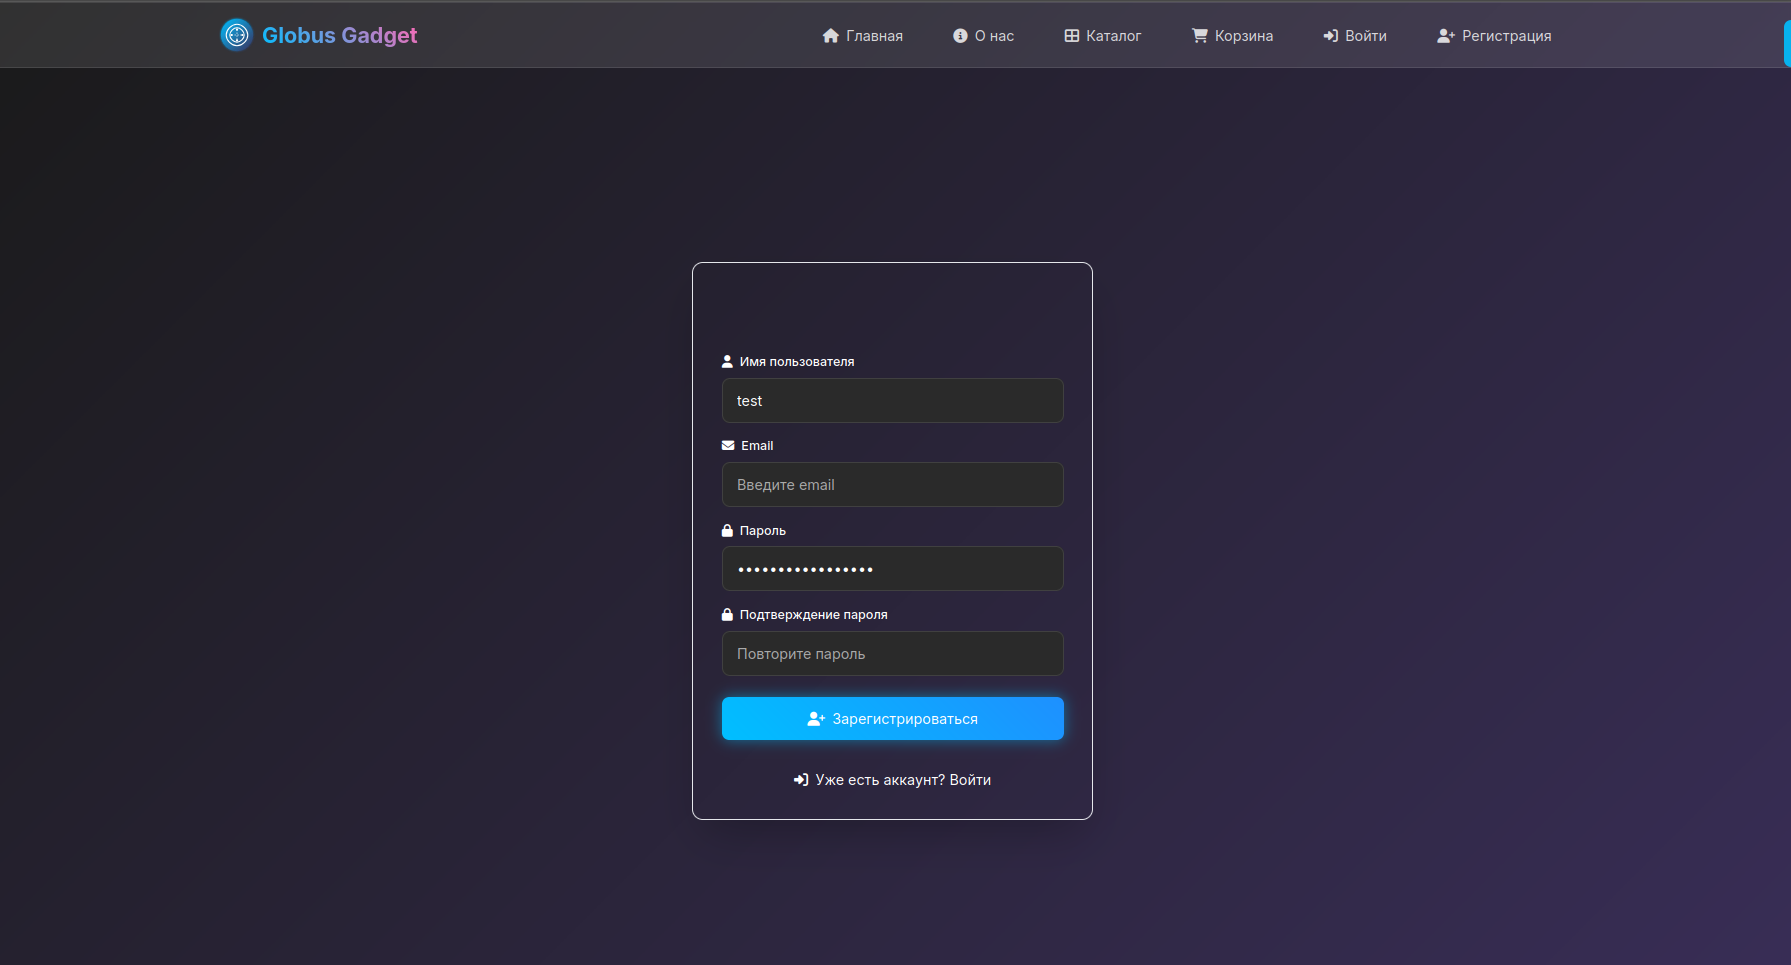 Globus Gadget
Главная
О нас
Каталог
Корзина
Войти
Регистрация
Имя пользователя
test
Email
Введите email
Пароль
•••••••••••••••••
Подтверждение пароля
Повторите пароль
Зарегистрироваться
Уже есть аккаунт? Войти